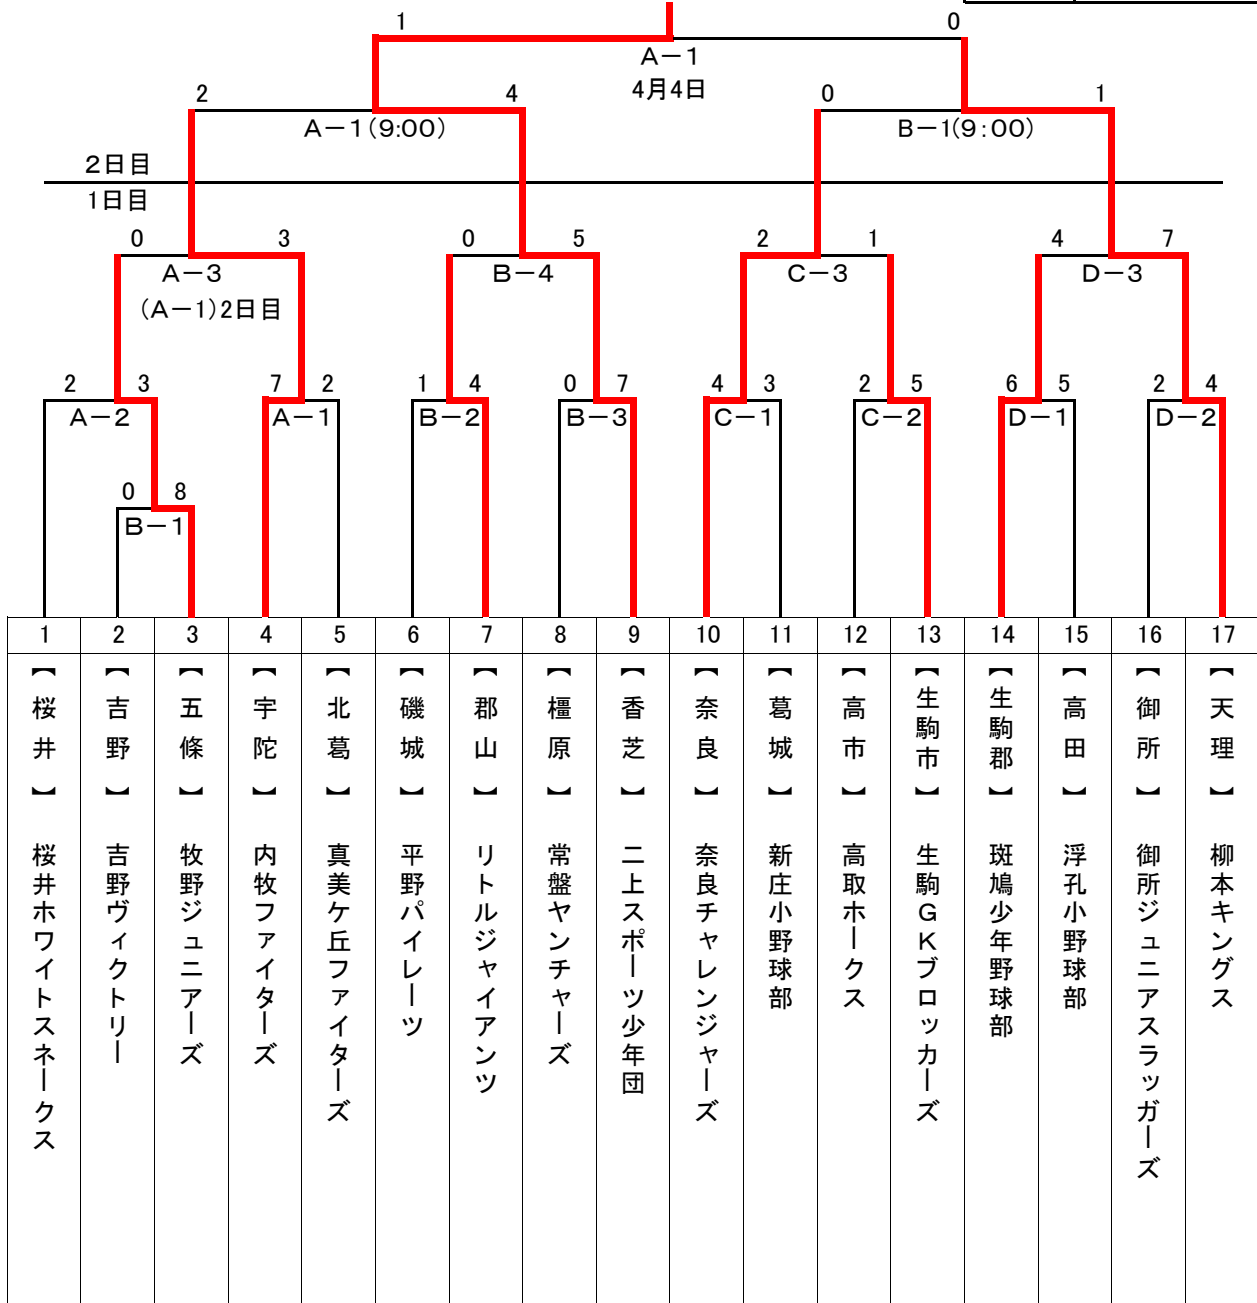 1 0
A－1
4月4日
2 4 0 1
A－1(9:00) B－1(9:00)
2日目
1日目
0 3 0 5 2 1 4 7
A－3 B－4 C－3 D－3
(A－1)2日目
2 3 7 2 1 4 0 7 4 3 2 5 6 5 2 4
A－2 A－1 B－2 B－3 C－1 C－2 D－1 D－2
0 8
B－1
1 2 3 4 5 6 7 8 9 10 11 12 13 14 15 16 17
【桜井】 桜井ホワイトスネークス
【吉野】 吉野ヴィクトリー
【五條】 牧野ジュニアーズ
【宇陀】 内牧ファイターズ
【北葛】 真美ケ丘ファイターズ
【磯城】 平野パイレーツ
【郡山】 リトルジャイアンツ
【橿原】 常盤ヤンチャーズ
【香芝】 二上スポーツ少年団
【奈良】 奈良チャレンジャーズ
【葛城】 新庄小野球部
【高市】 高取ホークス
【生駒市】 生駒GKブロッカーズ
【生駒郡】 斑鳩少年野球部
【高田】 浮孔小野球部
【御所】 御所ジュニアスラッガーズ
【天理】 柳本キングス